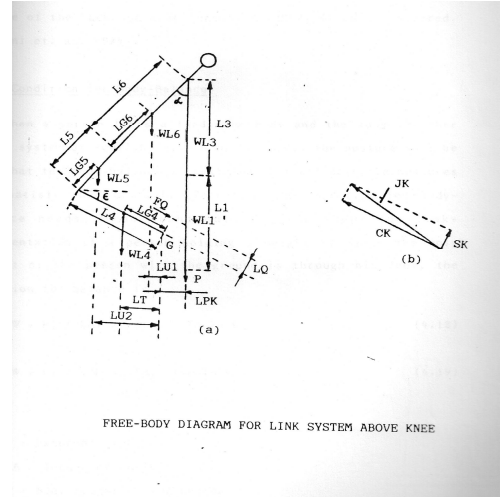 L6
α
L5
LG6
WL6
L3
WL3
LG5
WL5
Є
L4
LG4
FQ
WL1
L1
JK
CK
SK
(b)
G
WL4
LQ
LU1
P
LT
LPK
LU2
(a)
FREE-BODY DIAGRAM FOR LINK SYSTEM ABOVE KNEE